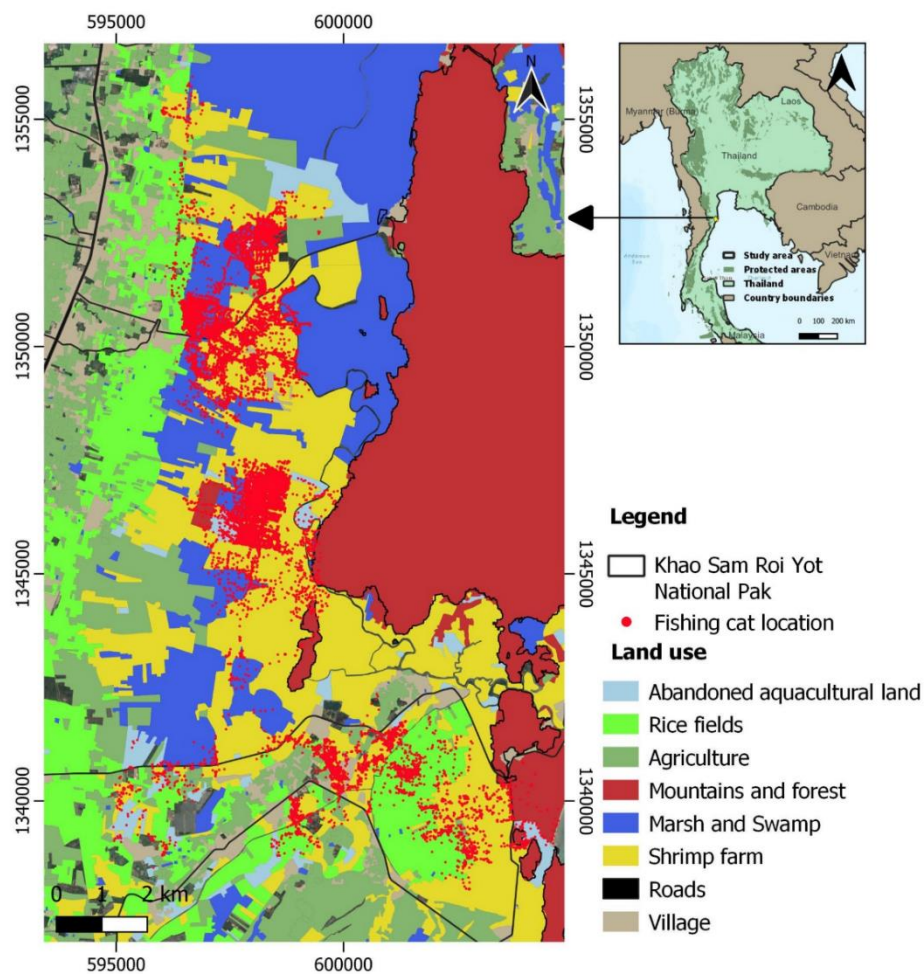 595000
600000
N
1355000
1350000
1345000
1340000
1355000
1350000
1345000
1340000
0 1 2 km
595000
600000
Myanmar (Burma)
Laos
Thailand
Cambodia
Andaman
Sea
Vietnam
Malaysia
Study area
Protected areas
Thailand
Country boundaries
0 100 200 km
Legend
Khao Sam Roi Yot
National Pak
Fishing cat location
Land use
Abandoned aquacultural land
Rice fields
Agriculture
Mountains and forest
Marsh and Swamp
Shrimp farm
Roads
Village